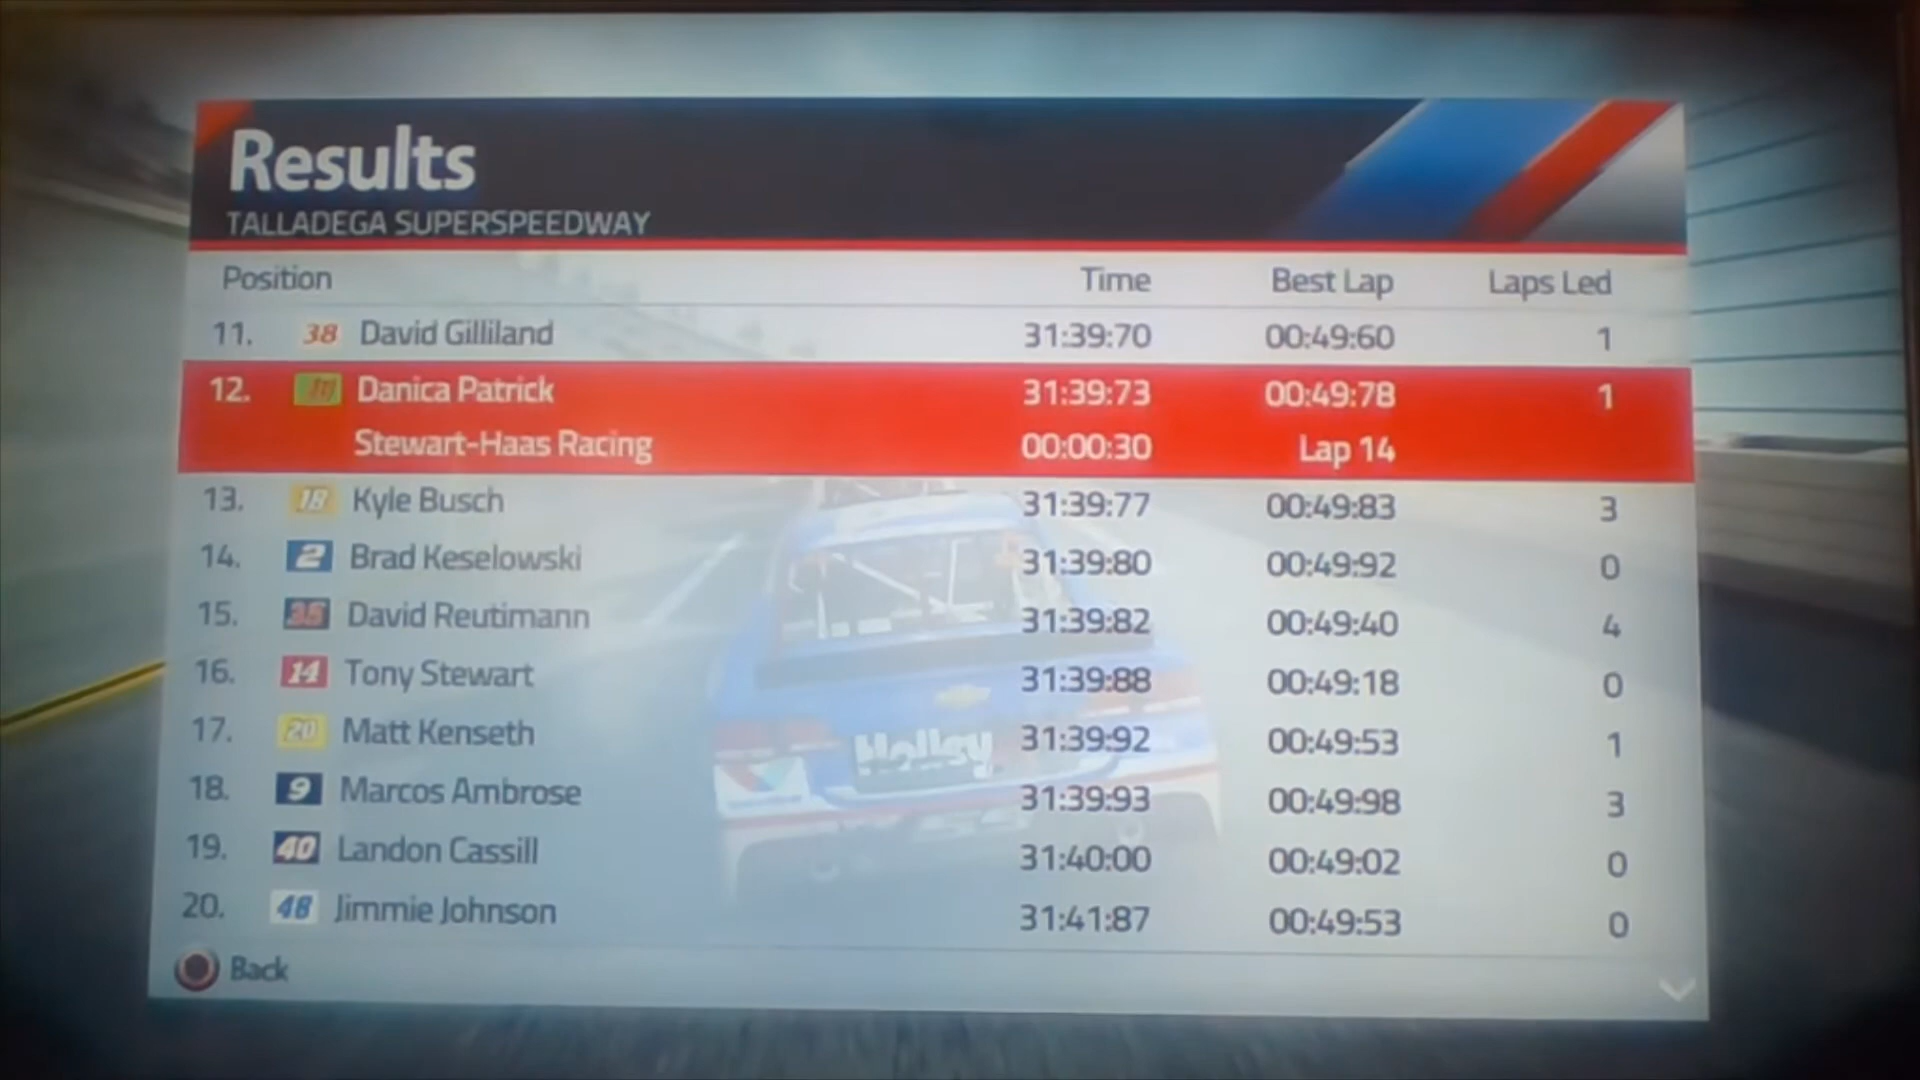 Results
TALLADEGA SUPERSPEEDWAY
Position Time Best Lap Laps Led
11. 38 David Gilliland 31:39:70 00:49:60 1
12. Danica Patrick 31:39:73 00:49:78 1
Stewart-Haas Racing 00:00:30 Lap 14
13. 18 Kyle Busch 31:39:77 00:49:83 3
14. 2 Brad Keselowski 31:39:80 00:49:92 0
15. 35 David Reutimann 31:39:82 00:49:40 4
16. 14 Tony Stewart 31:39:88 00:49:18 0
17. 20 Matt Kenseth 31:39:92 00:49:53 1
Holley
18. 9 Marcos Ambrose 31:39:93 00:49:98 3
19. 40 Landon Cassill 31:40:00 00:49:02 0
20. 48 Jimmie Johnson 31:41:87 00:49:53 0
Back